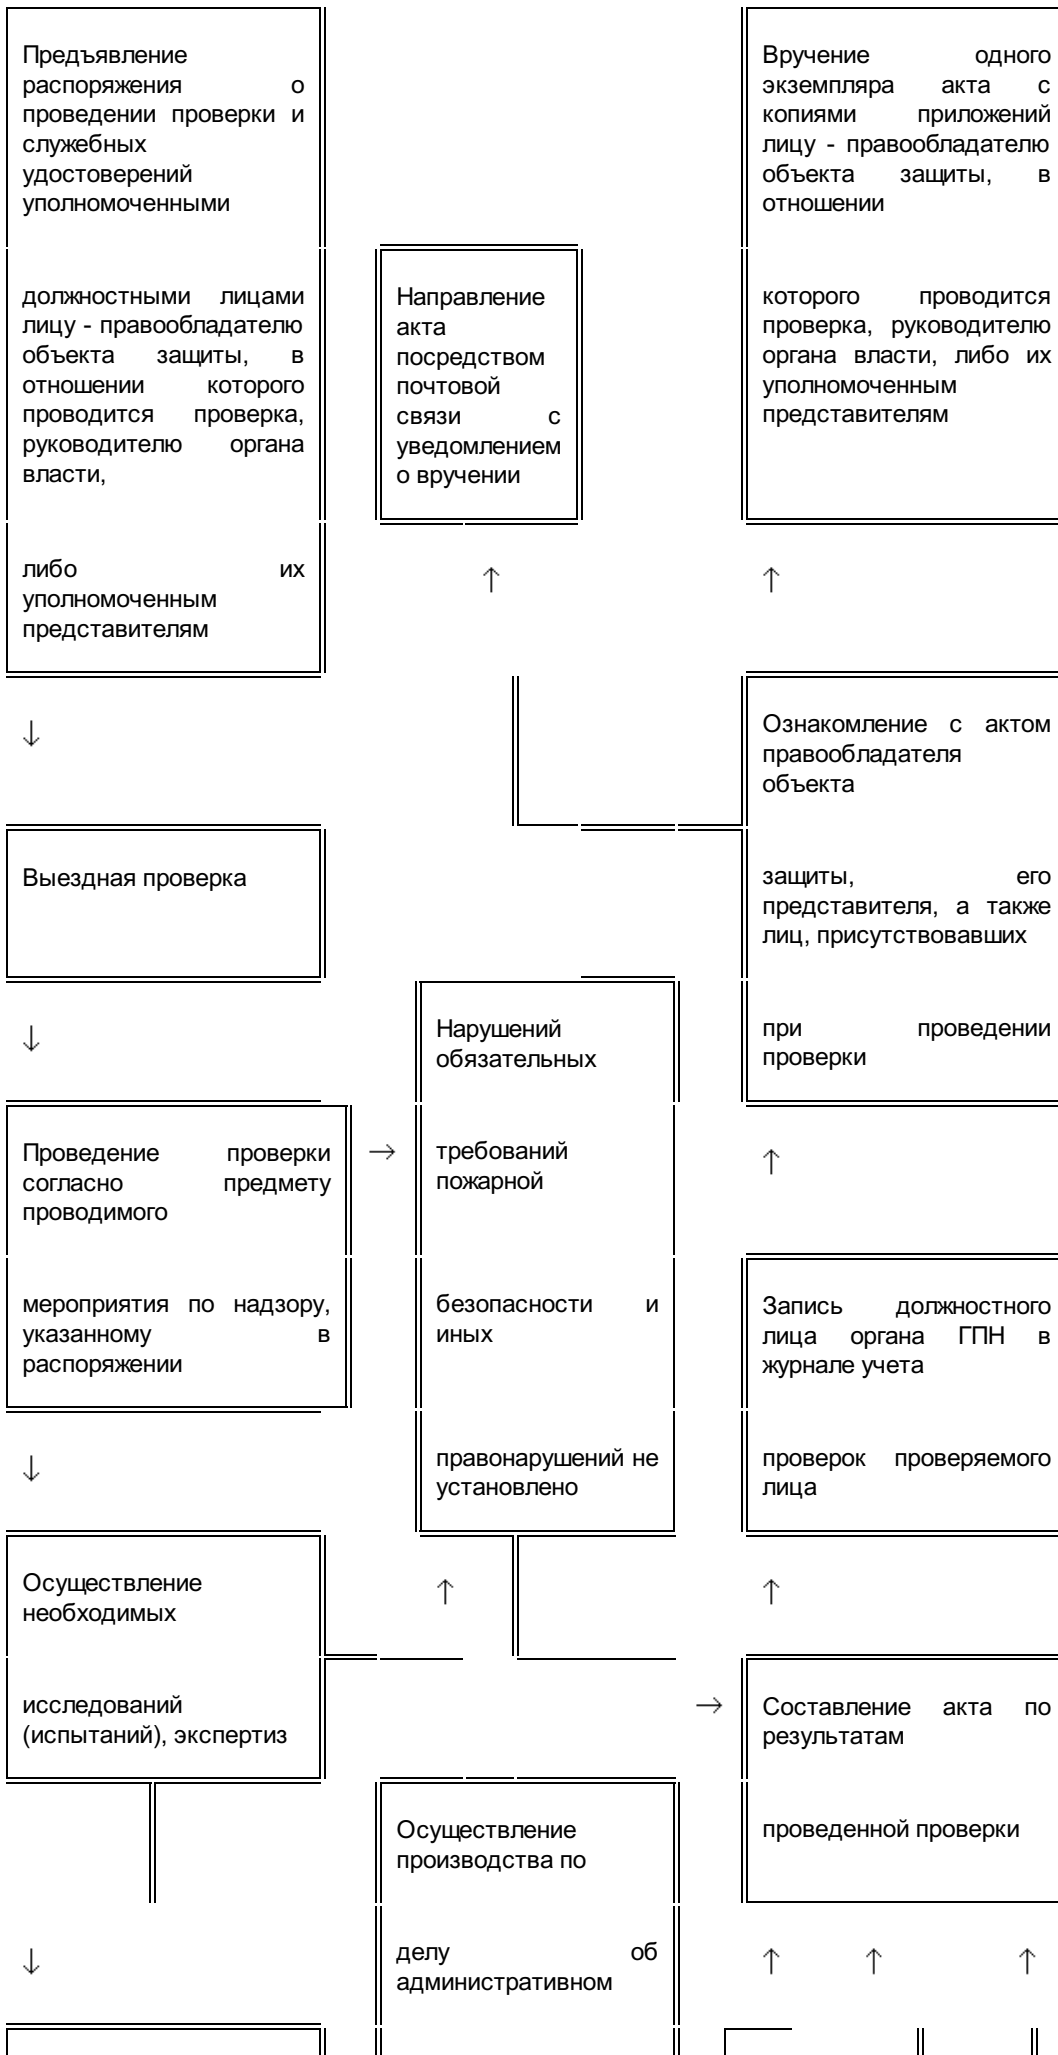 Предъявление
распоряжения о
проведении проверки и
служебных
удостоверений
уполномоченными
должностными лицами
лицу - правообладателю
объекта защиты, в
отношении которого
проводится проверка,
руководителю органа
власти,
либо их
уполномоченным
представителям
↓
Выездная проверка
↓
Проведение проверки
согласно предмету
проводимого
мероприятия по надзору,
указанному в
распоряжении
↓
Осуществление
необходимых
исследований
(испытаний), экспертиз
↓
Направление
акта
посредством
почтовой
связи с
уведомлением
о вручении
↑
→
Нарушений
обязательных
требований
пожарной
безопасности и
иных
правонарушений не
установлено
↑
Осуществление
производства по
делу об
административном
Вручение одного
экземпляра акта с
копиями приложений
лицу - правообладателю
объекта защиты, в
отношении
которого проводится
проверка, руководителю
органа власти, либо их
уполномоченным
представителям
↑
Ознакомление с актом
правообладателя
объекта
защиты, его
представителя, а также
лиц, присутствовавших
при проведении
проверки
↑
Запись должностного
лица органа ГПН в
журнале учета
проверок проверяемого
лица
↑
→
Составление акта по
результатам
проведенной проверки
↑ ↑ ↑